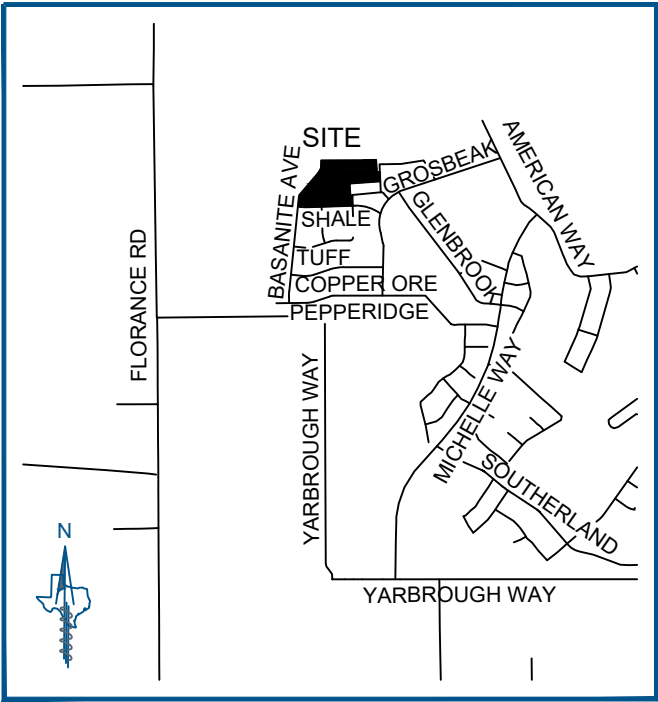 SITE
AMERICAN WAY
GROSBEAK
BASANITE AVE
GLENBROOK
SHALE
FLORANCE RD
TUFF
COPPER ORE
PEPPERIDGE
YARBROUGH WAY
MICHELLE WAY
SOUTHERLAND
N
YARBROUGH WAY